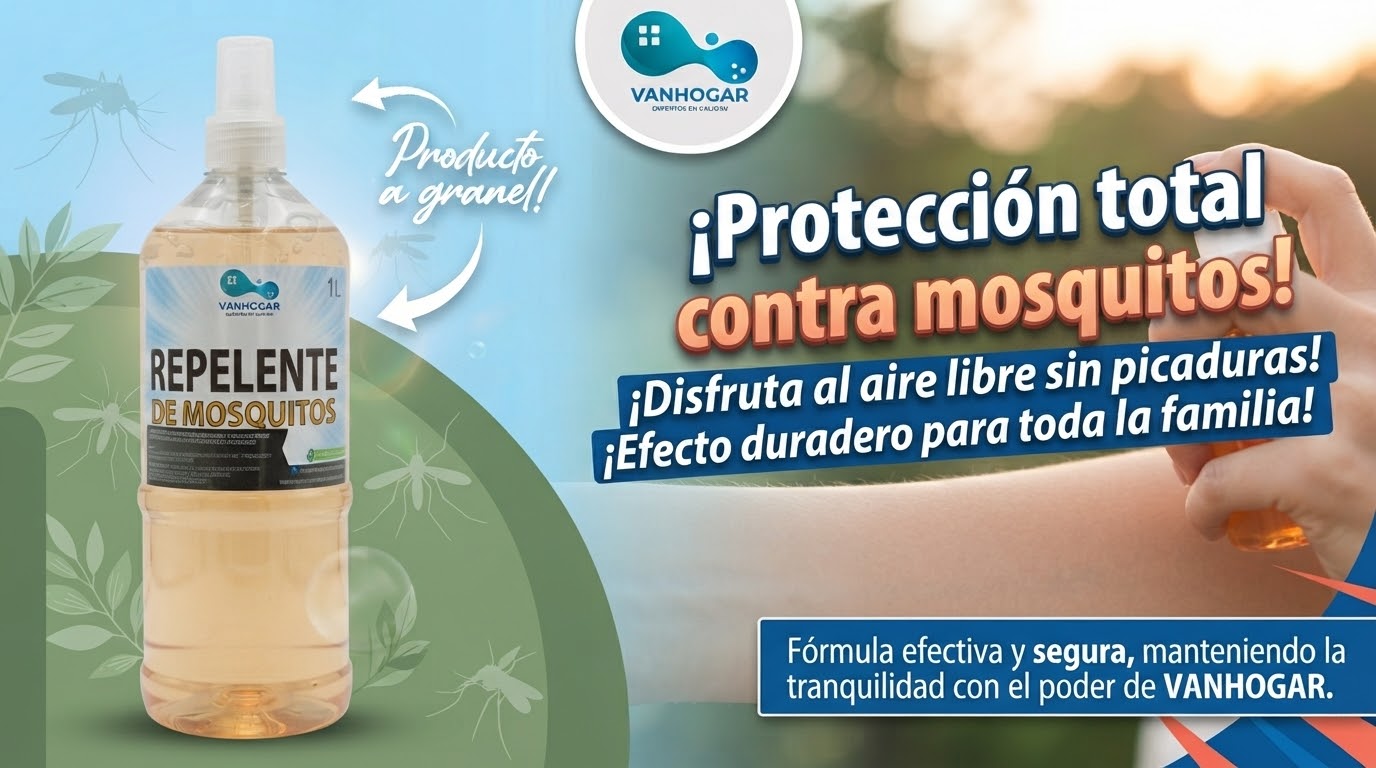 VANHOGAR
Producto
a granel!
¡Protección total
contra mosquitos!
¡Disfruta al aire libre sin picaduras!
¡Efecto duradero para toda la familia!
VANHOGAR
1L
REPELENTE
DE MOSQUITOS
Fórmula efectiva y segura, manteniendo la
tranquilidad con el poder de VANHOGAR.